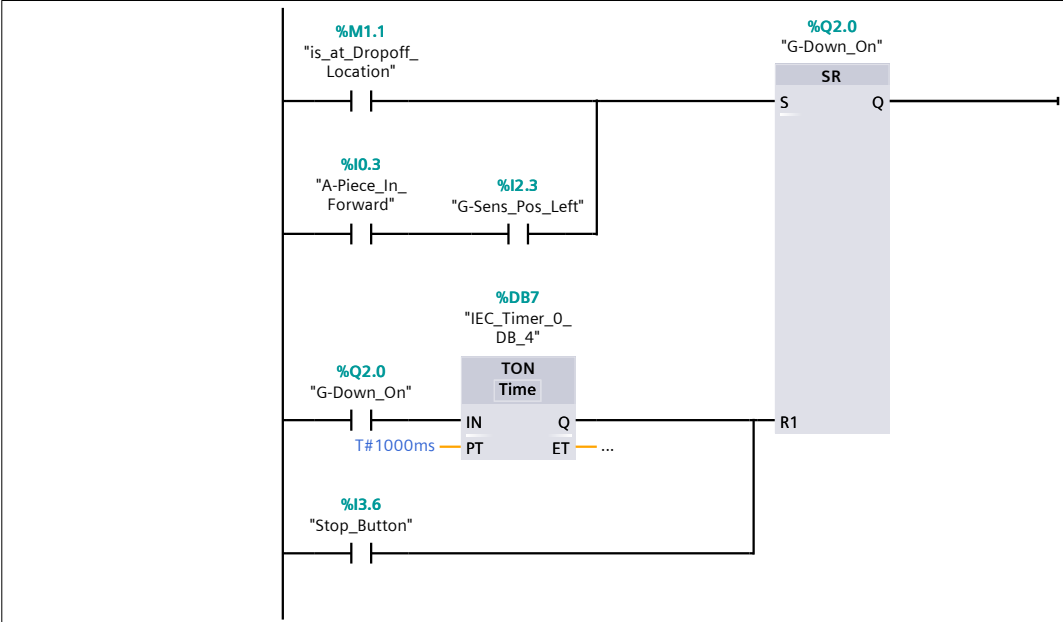 %M1.1
"is_at_Dropoff_
Location"
%Q2.0
"G-Down_On"
SR
S
Q
%I0.3
"A-Piece_In_
Forward"
%I2.3
"G-Sens_Pos_Left"
%DB7
"IEC_Timer_0_
DB_4"
TON
Time
%Q2.0
"G-Down_On"
IN
Q
R1
T#1000ms
PT
ET
...
%I3.6
"Stop_Button"